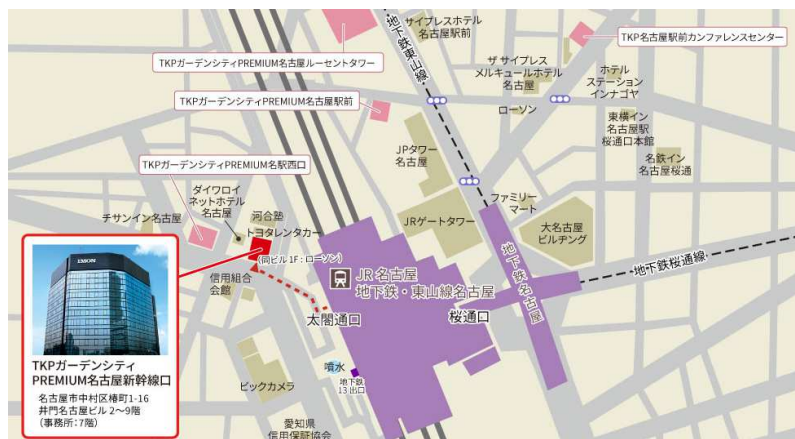 サイプレスホテル
名古屋駅前
地下鉄東山線
TKP名古屋駅前カンファレンスセンター
TKPガーデンシティPREMIUM名古屋ルーセントタワー
ザ サイプレス
メルキュールホテル
名古屋
ホテル
ステーション
インナゴヤ
TKPガーデンシティPREMIUM名古屋駅前
ローソン
東横イン
名古屋駅
桜通口本館
JPタワー
名古屋
名鉄イン
名古屋桜通
TKPガーデンシティPREMIUM名駅西口
ダイワロイ
ネットホテル
名古屋
ファミリー
マート
チサンイン名古屋
河合塾
トヨタレンタカー
JRゲートタワー
大名古屋
ビルヂング
(同ビル1F:ローソン)
JR 名古屋
地下鉄・東山線名古屋
地下鉄名古屋
地下鉄桜通線
信用組合
会館
太閤通口
桜通口
噴水
地下鉄
13出口
ビックカメラ
愛知県
信用保証協会
ESSON
TKPガーデンシティ
PREMIUM名古屋新幹線口
名古屋市中村区椿町1-16
井門名古屋ビル 2〜9階
(事務所:7階)